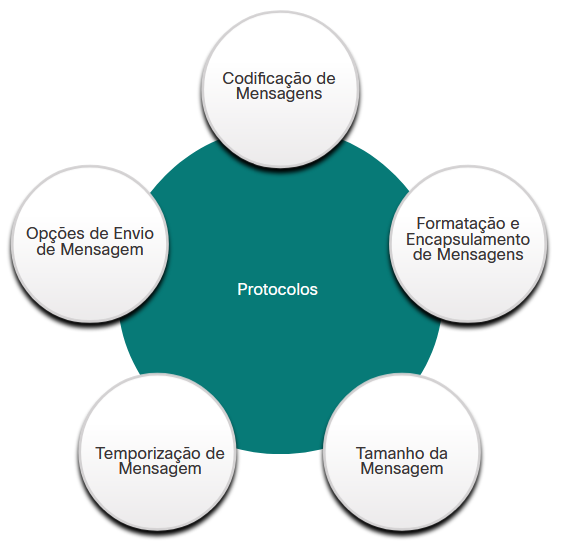 Codificação de
Mensagens
Opções de Envio
de Mensagem
Formatação e
Encapsulamento
de Mensagens
Protocolos
Temporização de
Mensagem
Tamanho da
Mensagem